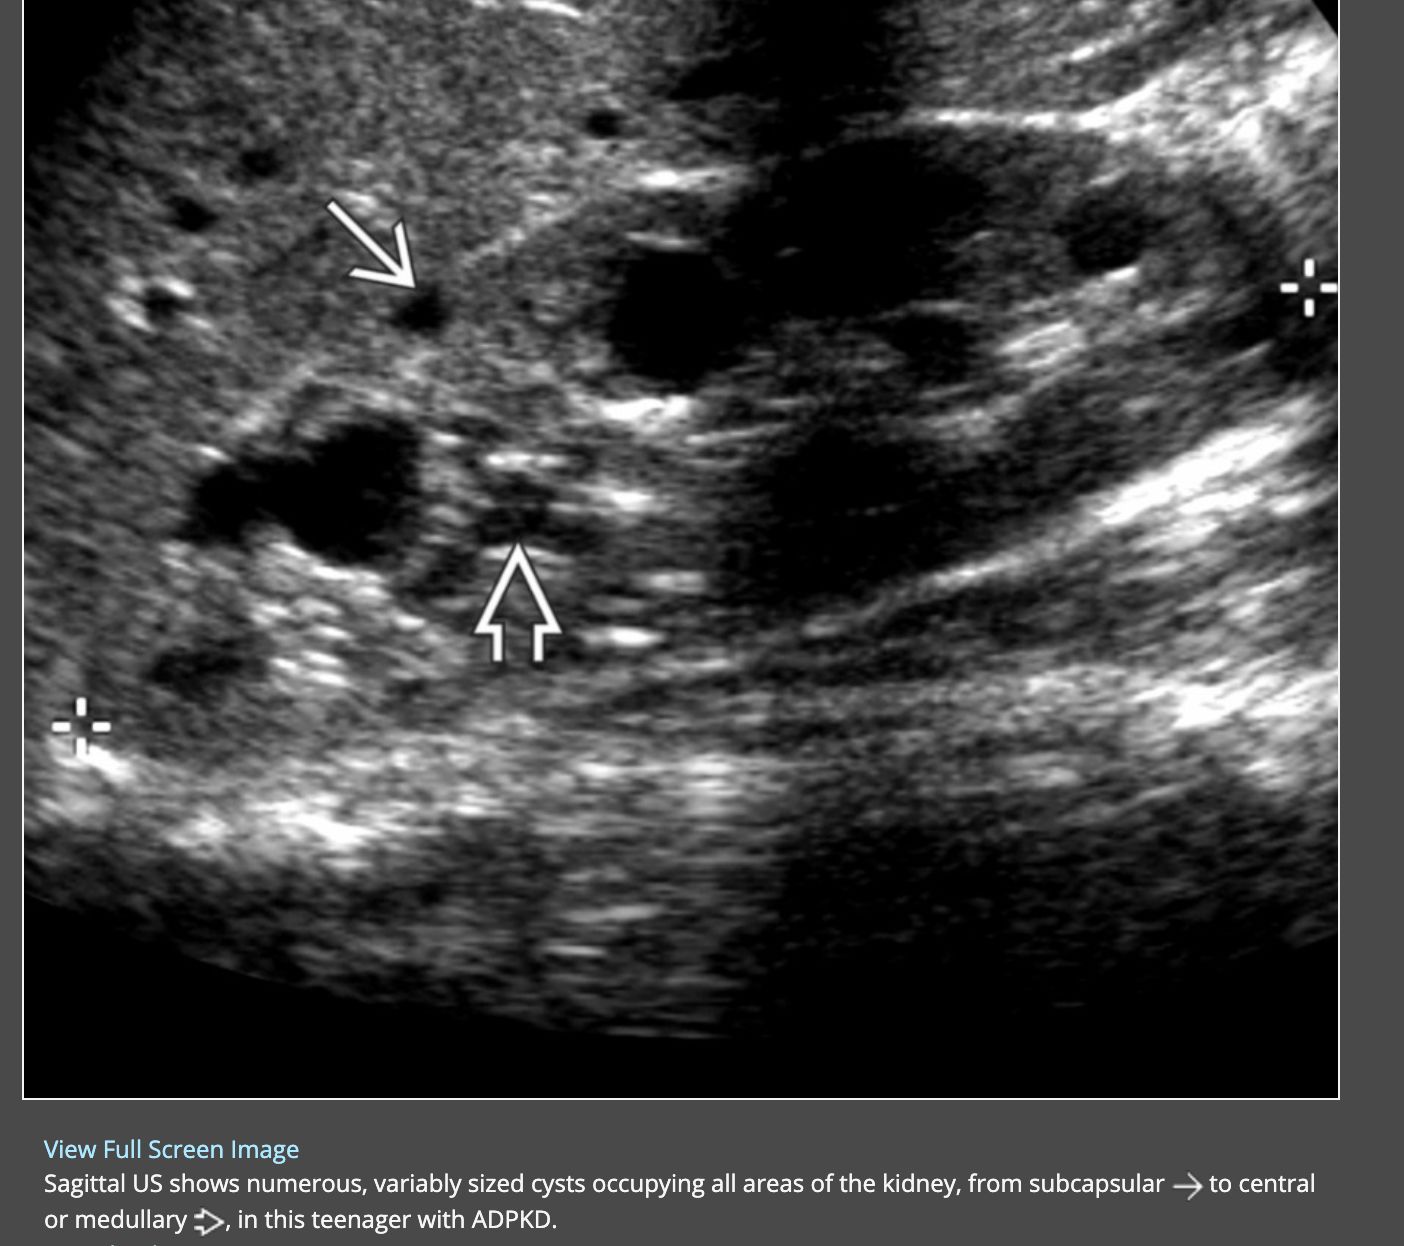 View Full Screen Image
Sagittal US shows numerous, variably sized cysts occupying all areas of the kidney, from subcapsular → to central
or medullary ⇨, in this teenager with ADPKD.